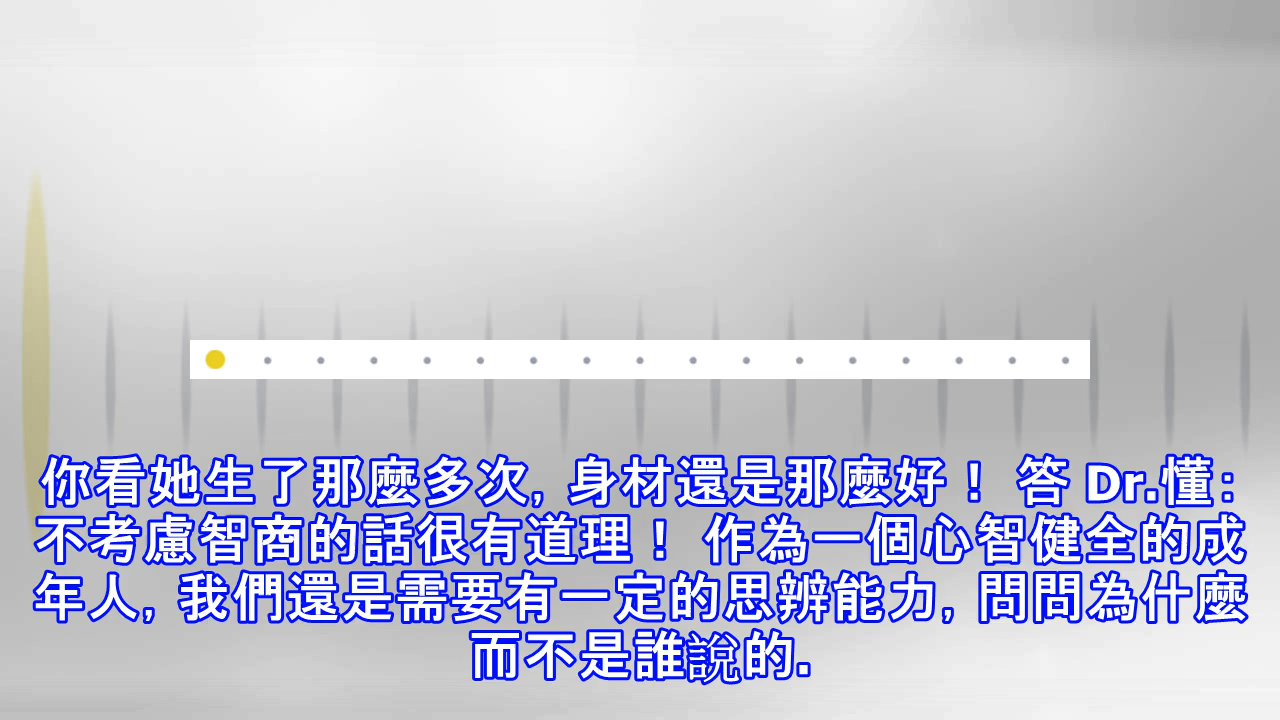 你看她生了那麼多次, 身材還是那麼好！ 答 Dr.懂:
不考慮智商的話很有道理！ 作為一個心智健全的成
年人, 我們還是需要有一定的思辨能力, 問問為什麼
而不是誰說的.